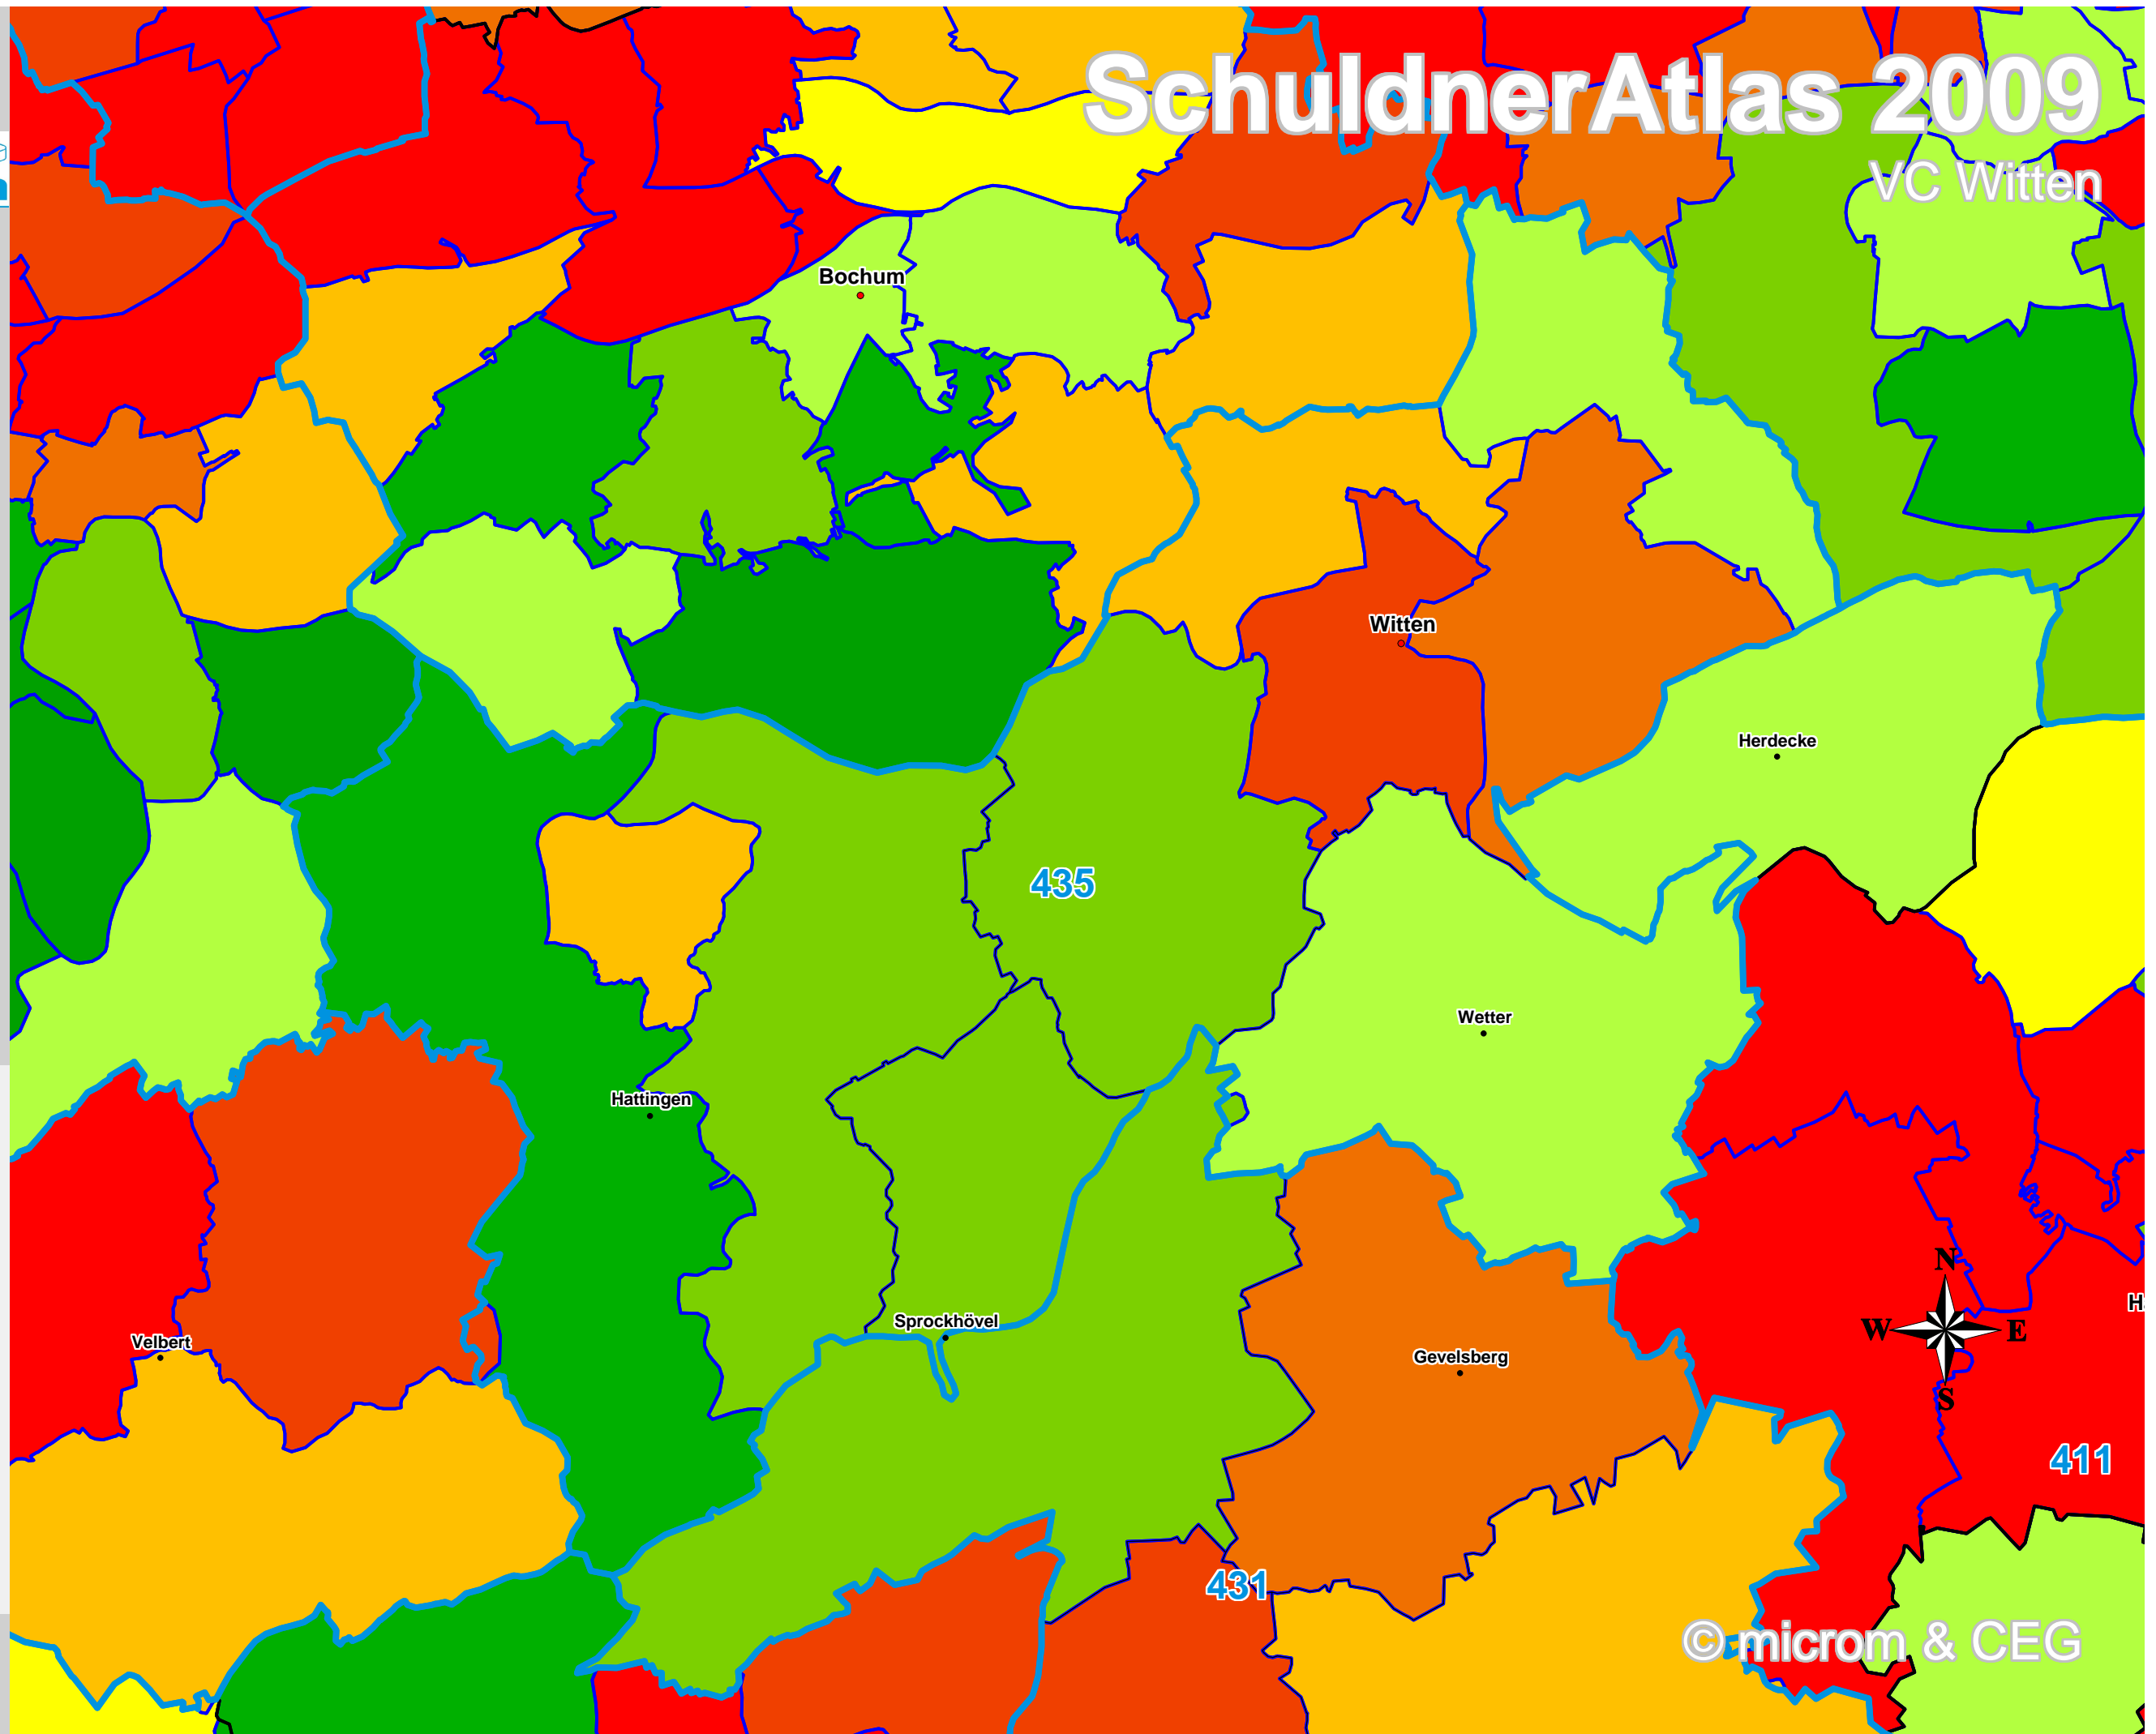 SchuldnerAtlas 2009
VC Witten
Bochum
Witten
Herdecke
435
Wetter
Hattingen
N
W E
S
Sprockhövel
Velbert
Gevelsberg
411
431
© microm & CEG